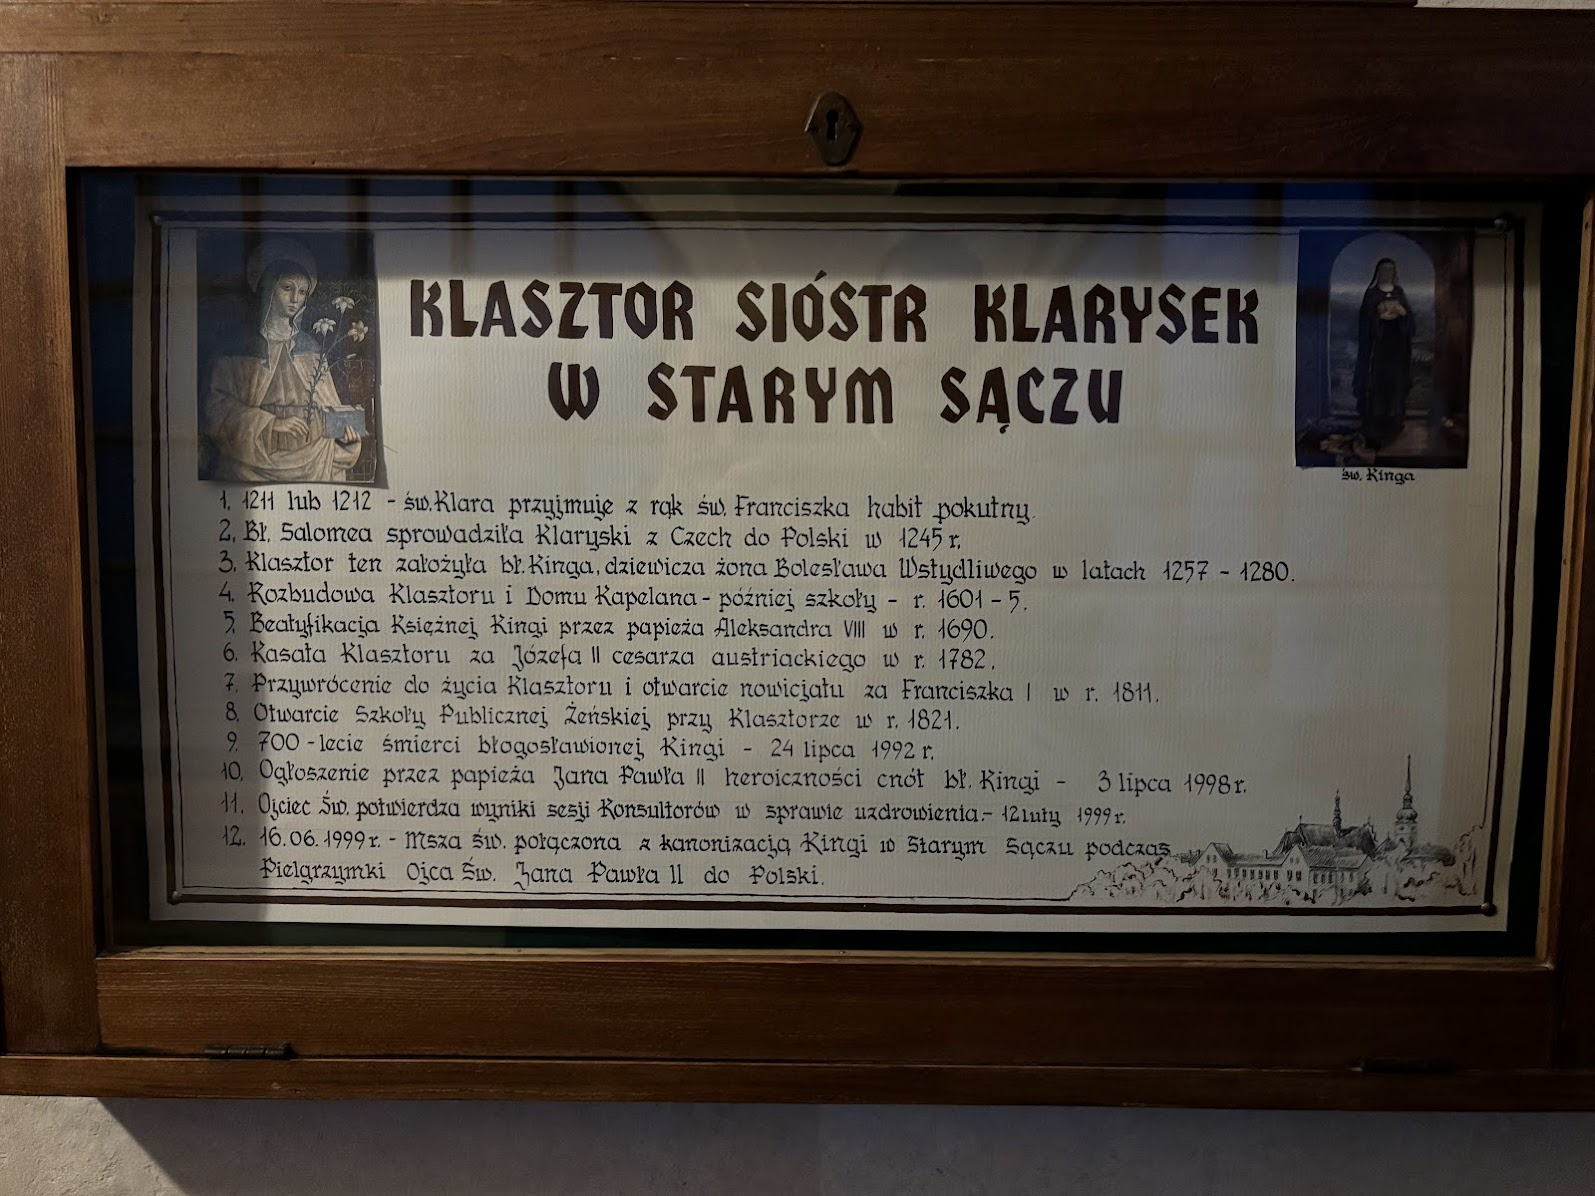 KLASZTOR SIÓSTR KLARYSEK
W STARYM SĄCZU
św. Kinga
1. 1211 lub 1212 - św. Klara przyjmuje z rąk św. Franciszka habit pokutny.
2. Bł. Salomea sprowadziła Klaryski z Czech do Polski w 1245 r.
3. Klasztor ten założyła bł. Kinga, dziewicza żona Bolesława Wstydliwego w latach 1257 - 1280.
4. Rozbudowa Klasztoru i Domu Kapelana - później szkoły - r. 1601 - 5.
5. Beatyfikacja Księżnej Kingi przez papieża Aleksandra VIII w r. 1690.
6. Kasata Klasztoru za Józefa II cesarza austriackiego w r. 1782.
7. Przywrócenie do życia Klasztoru i otwarcie nowicjatu za Franciszka I w r. 1811.
8. Otwarcie Szkoły Publicznej Żeńskiej przy Klasztorze w r. 1821.
9. 700 - lecie śmierci błogosławionej Kingi - 24 lipca 1992 r.
10. Ogłoszenie przez papieża Jana Pawła II heroiczności cnót bł. Kingi - 3 lipca 1998 r.
11. Ojciec Św. potwierdza wyniki sesji Konsultorów w sprawie uzdrowienia.- 12 luty 1999 r.
12. 16.06.1999 r. - Msza św. połączona z kanonizacją Kingi w Starym Sączu podczas
Pielgrzymki Ojca Św. Jana Pawła II do Polski.